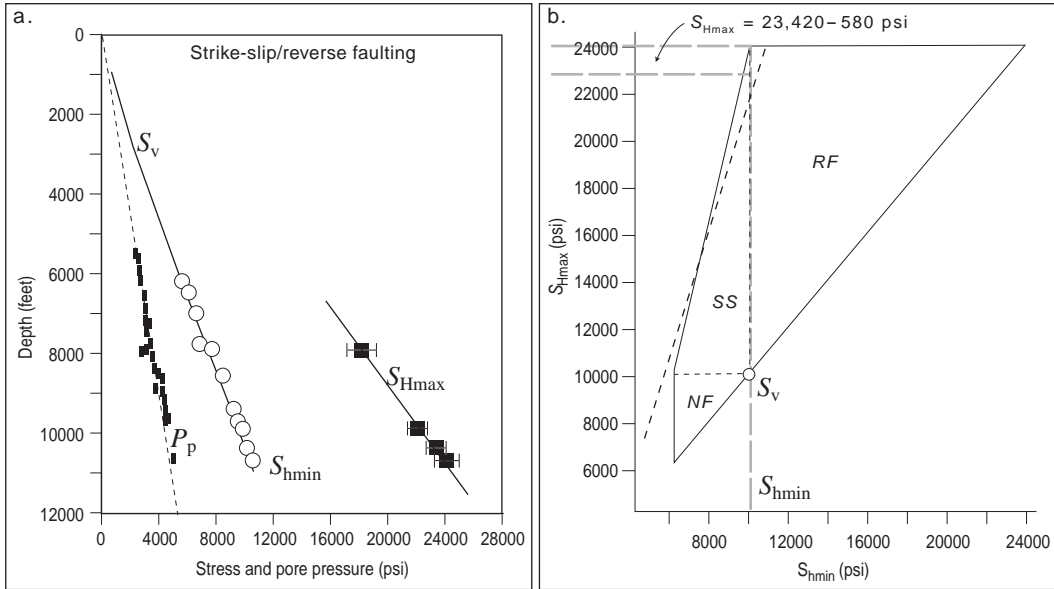 a.
Strike-slip/reverse faulting
0
2000
4000
6000
8000
10000
12000
Depth (feet)
Sv
SHmax
Pp
Shmin
0
4000
8000
12000
16000
20000
24000
28000
Stress and pore pressure (psi)
b.
SHmax = 23,420–580 psi
24000
22000
20000
18000
16000
14000
12000
10000
8000
6000
SHmax (psi)
RF
SS
NF
Sv
Shmin
8000
12000
16000
20000
24000
Shmin (psi)